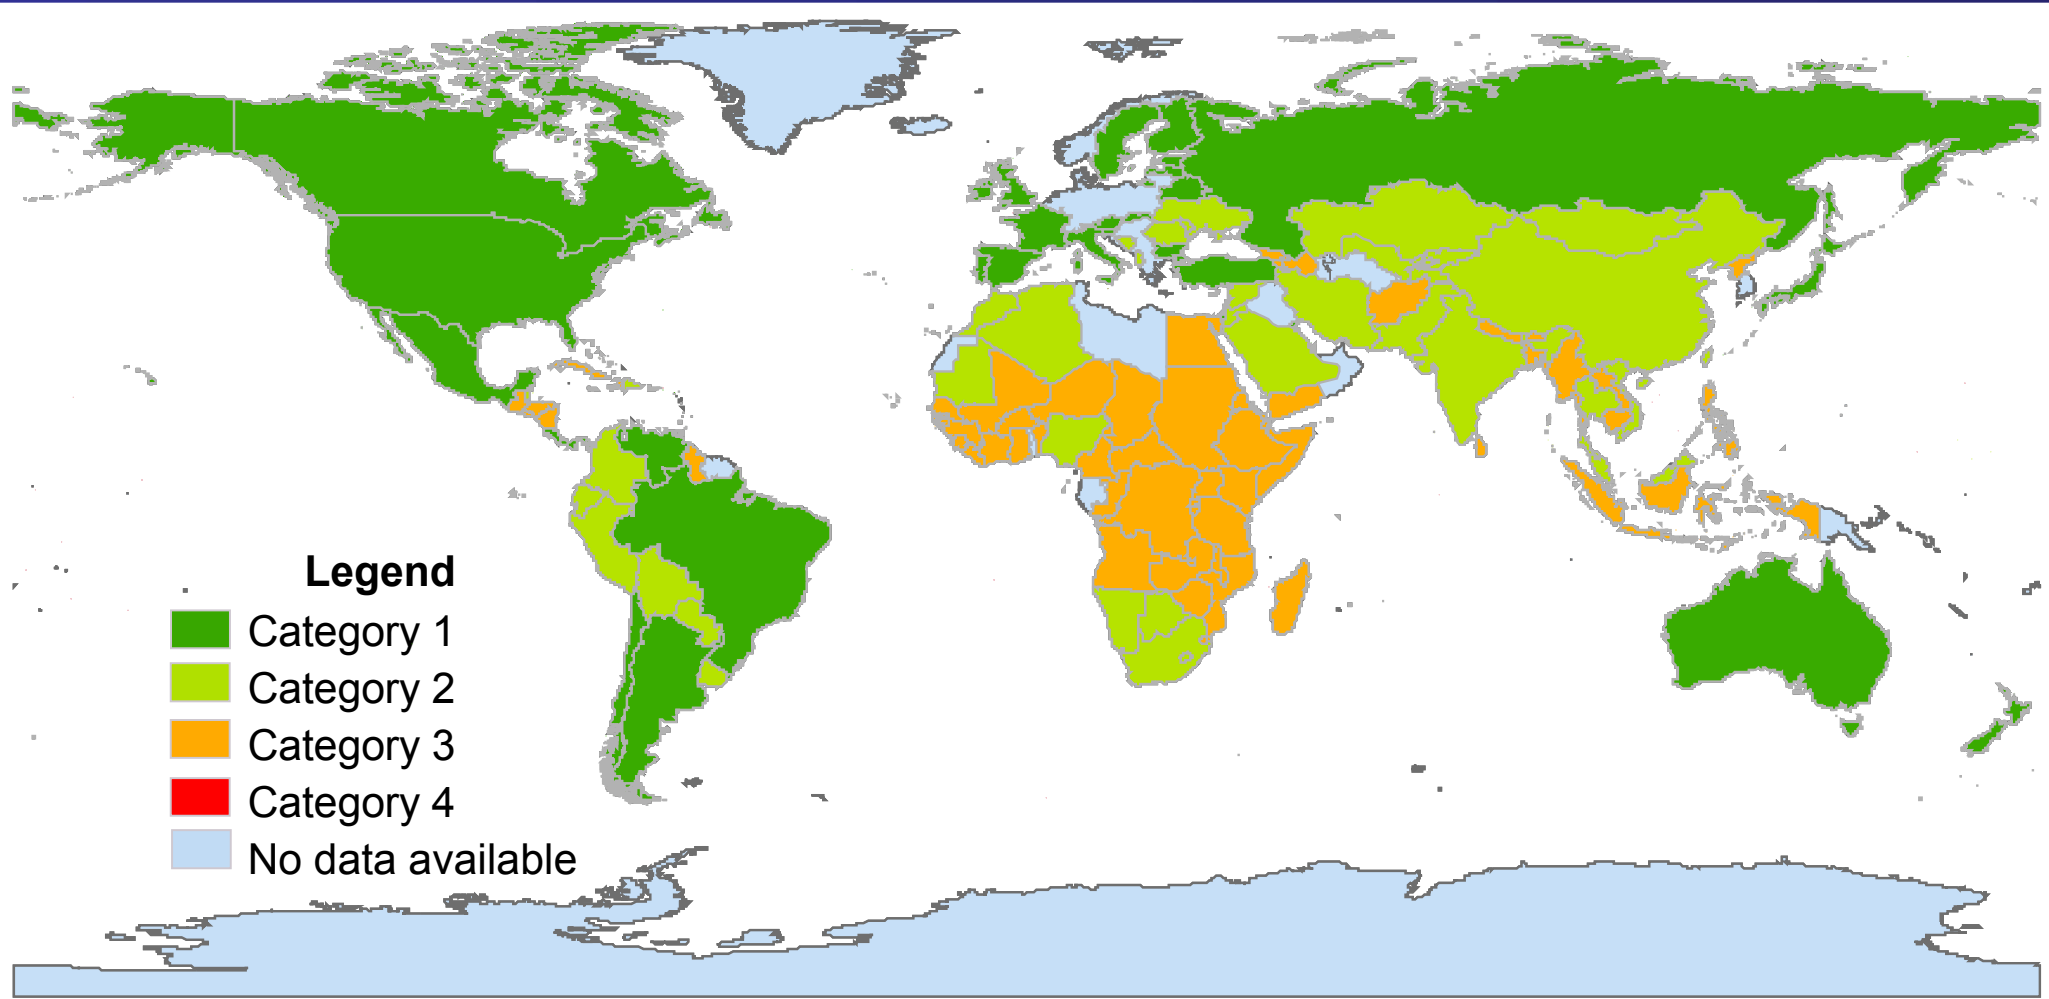 Legend
Category 1
Category 2
Category 3
Category 4
No data available